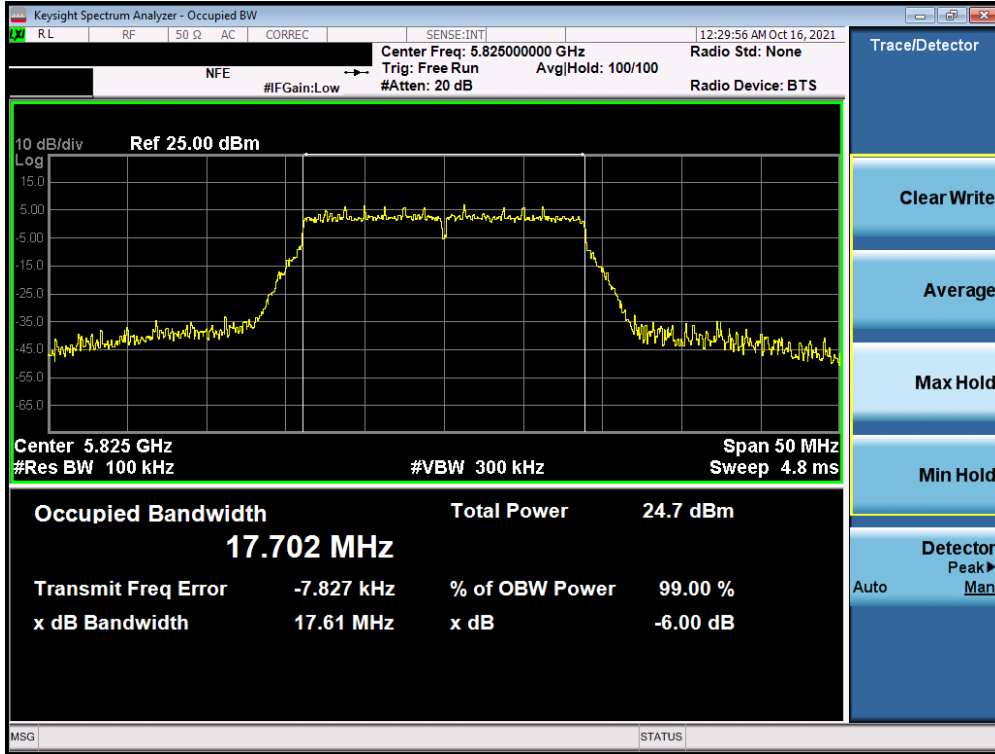 Keysight Spectrum Analyzer - Occupied BW
LXI RL RF 50 Ω AC CORREC SENSE:INT 12:29:56 AM Oct 16, 2021
Center Freq: 5.825000000 GHz Radio Std: None
NFE Trig: Free Run Avg|Hold: 100/100
#IFGain:Low #Atten: 20 dB Radio Device: BTS
10 dB/div Ref 25.00 dBm
Log
15.0
5.00
-5.00
-15.0
-25.0
-35.0
-45.0
-55.0
-65.0
Center 5.825 GHz Span 50 MHz
#Res BW 100 kHz #VBW 300 kHz Sweep 4.8 ms
Occupied Bandwidth Total Power 24.7 dBm
17.702 MHz
Transmit Freq Error -7.827 kHz % of OBW Power 99.00 %
x dB Bandwidth 17.61 MHz x dB -6.00 dB
MSG STATUS
Trace/Detector
Clear Write
Average
Max Hold
Min Hold
Detector
Peak▶
Auto Man